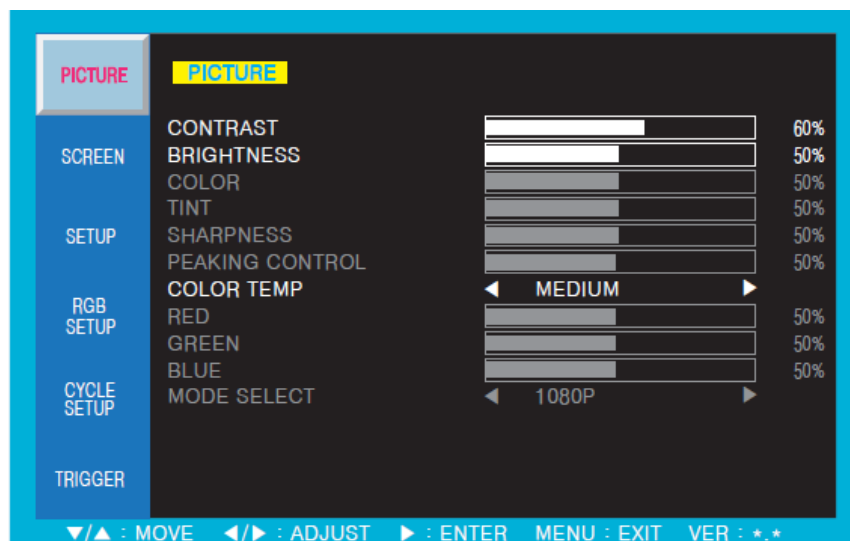 PICTURE
SCREEN
SETUP
RGB
SETUP
CYCLE
SETUP
TRIGGER
PICTURE
CONTRAST 60%
BRIGHTNESS 50%
COLOR 50%
TINT 50%
SHARPNESS 50%
PEAKING CONTROL 50%
COLOR TEMP ◀ MEDIUM ▶
RED 50%
GREEN 50%
BLUE 50%
MODE SELECT ◀ 1080P ▶
▼/▲ : MOVE ◀/▶ : ADJUST ▶ : ENTER MENU : EXIT VER : *.*